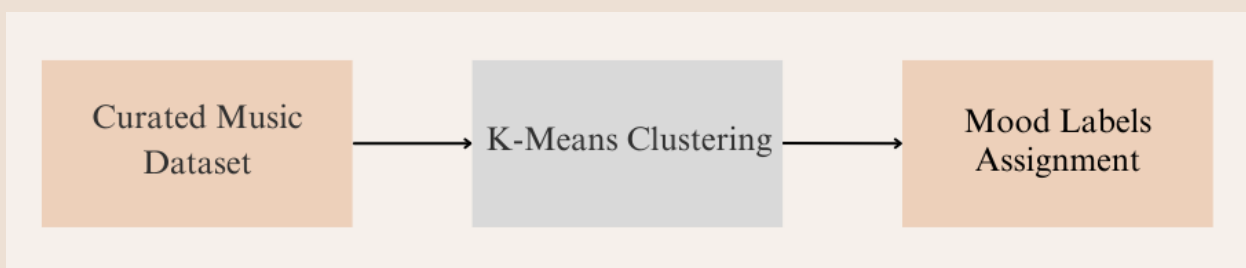 Curated Music
Dataset
K-Means Clustering
Mood Labels
Assignment